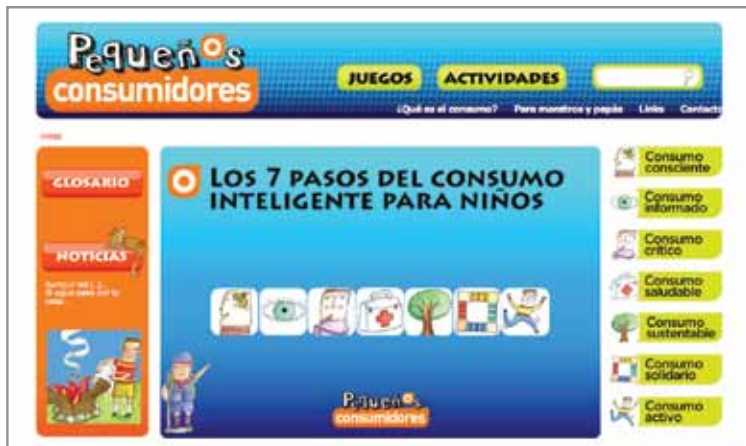 Pequeños
consumidores
JUEGOS
ACTIVIDADES
¿Qué es el consumo? Para maestros y papás Links Contacto
GLOSARIO
NOTICIAS
LOS 7 PASOS DEL CONSUMO
INTELIGENTE PARA NIÑOS
Pequeños
consumidores
Consumo
consciente
Consumo
informado
Consumo
crítico
Consumo
saludable
Consumo
sustentable
Consumo
solidario
Consumo
activo